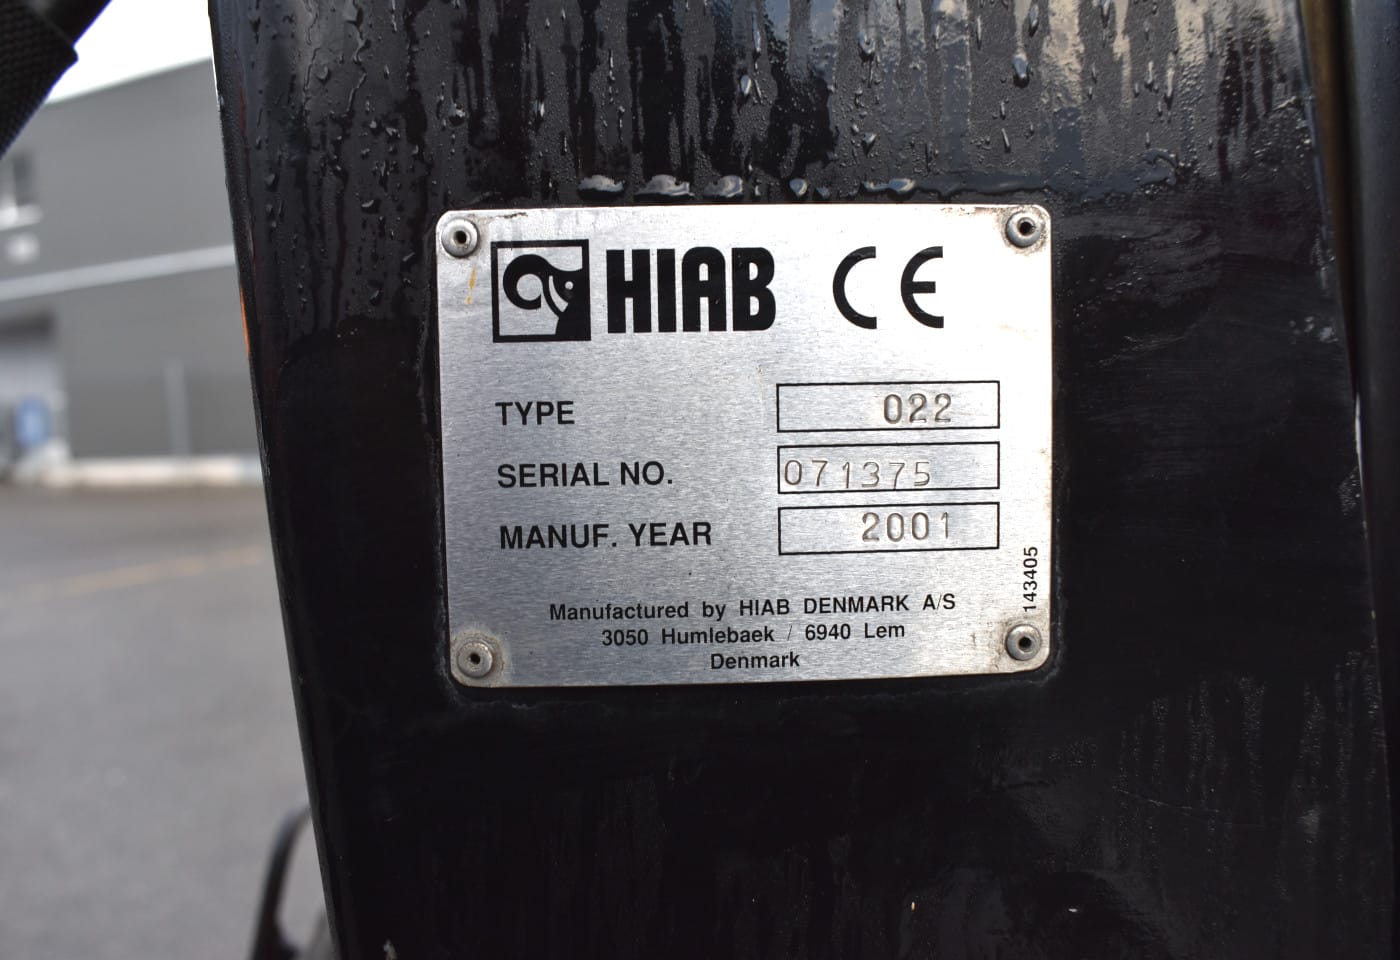 HIAB CE
TYPE 022
SERIAL NO. 071375
MANUF. YEAR 2001
143405
Manufactured by HIAB DENMARK A/S
3050 Humlebaek / 6940 Lem
Denmark